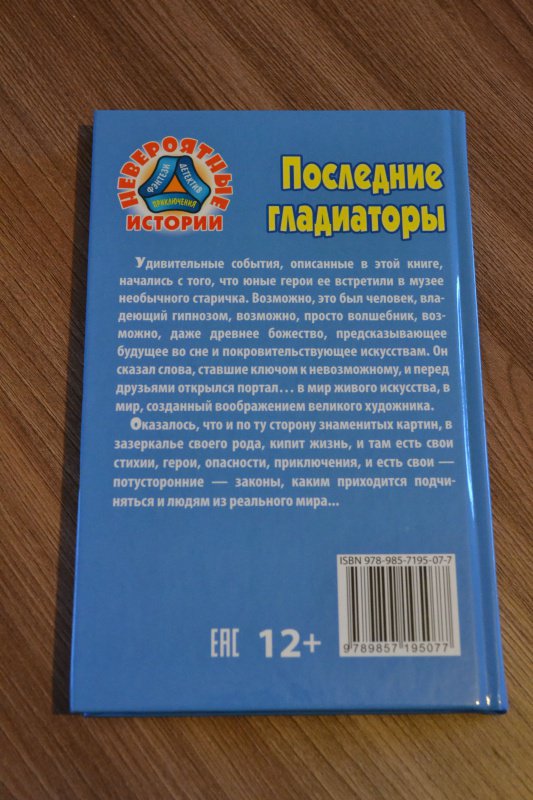 НЕВЕРОЯТНЫЕ
ФЭНТЕЗИ
ДЕТЕКТИВ
ПРИКЛЮЧЕНИЯ
ИСТОРИИ
Последние
гладиаторы
Удивительные события, описанные в этой книге,
начались с того, что юные герои ее встретили в музее
необычного старичка. Возможно, это был человек, вла-
деющий гипнозом, возможно, просто волшебник, воз-
можно, даже древнее божество, предсказывающее
будущее во сне и покровительствующее искусствам. Он
сказал слова, ставшие ключом к невозможному, и перед
друзьями открылся портал... в мир живого искусства, в
мир, созданный воображением великого художника.
Оказалось, что и по ту сторону знаменитых картин, в
зазеркалье своего рода, кипит жизнь, и там есть свои
стихии, герои, опасности, приключения, и есть свои —
потусторонние — законы, каким приходится подчи-
няться и людям из реального мира...
ISBN 978-985-7195-07-7
9789857195077
EAC 12+